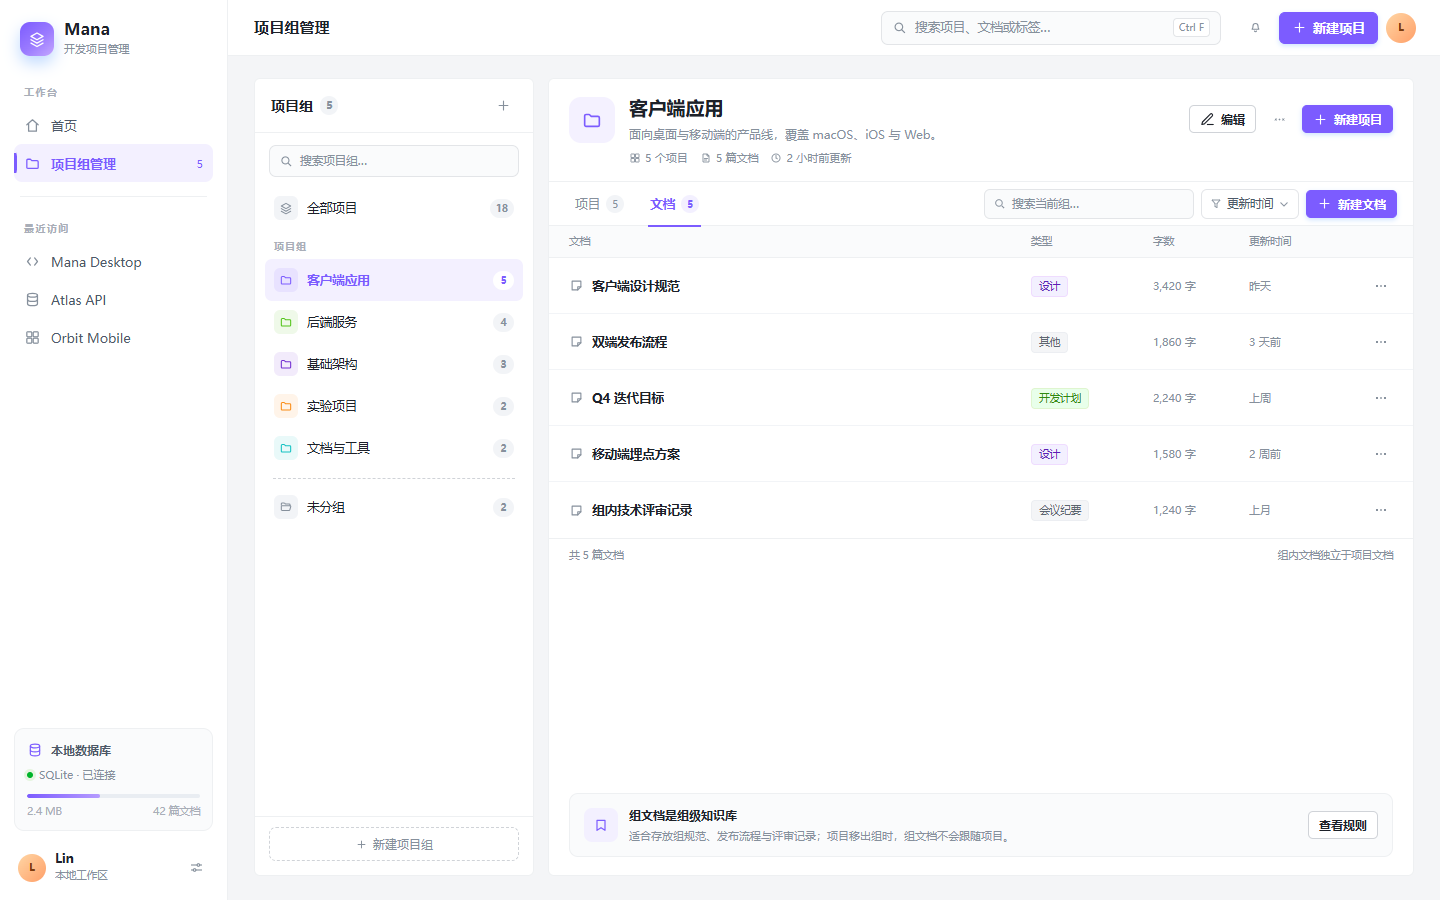 Mana
开发项目管理
工作台
首页
项目组管理 5
最近访问
Mana Desktop
Atlas API
Orbit Mobile
本地数据库
SQLite · 已连接
2.4 MB 42 篇文档
L
Lin
本地工作区
项目组管理
搜索项目、文档或标签... Ctrl F
新建项目
L
项目组 5
搜索项目组...
全部项目 18
项目组
客户端应用 5
后端服务 4
基础架构 3
实验项目 2
文档与工具 2
未分组 2
新建项目组
客户端应用
面向桌面与移动端的产品线，覆盖 macOS、iOS 与 Web。
5 个项目 5 篇文档 2 小时前更新
编辑
新建项目
项目 5 文档 5
搜索当前组...
更新时间
新建文档
文档 类型 字数 更新时间
客户端设计规范 设计 3,420 字 昨天
双端发布流程 其他 1,860 字 3 天前
Q4 迭代目标 开发计划 2,240 字 上周
移动端埋点方案 设计 1,580 字 2 周前
组内技术评审记录 会议纪要 1,240 字 上月
共 5 篇文档 组内文档独立于项目文档
组文档是组级知识库
适合存放组规范、发布流程与评审记录；项目移出组时，组文档不会跟随项目。
查看规则